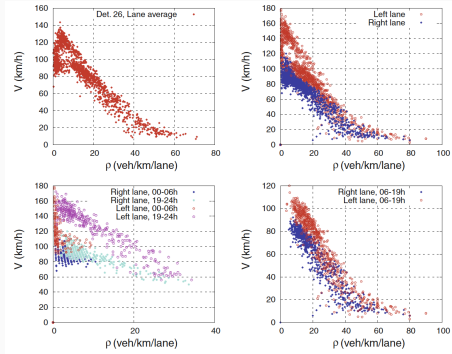 160
140
120
100
80
60
40
20
0
V (km/h)
Det. 26, Lane average
0 20 40 60 80
ρ (veh/km/lane)
180
160
140
120
100
80
60
40
20
0
V (km/h)
Left lane
Right lane
0 20 40 60 80 100
ρ (veh/km/lane)
180
160
140
120
100
80
60
40
20
0
V (km/h)
Right lane, 00-06h
Right lane, 19-24h
Left lane, 00-06h
Left lane, 19-24h
0 20 40
ρ (veh/km/lane)
120
100
80
60
40
20
0
V (km/h)
Right lane, 06-19h
Left lane, 06-19h
0 20 40 60 80 100
ρ (veh/km/lane)